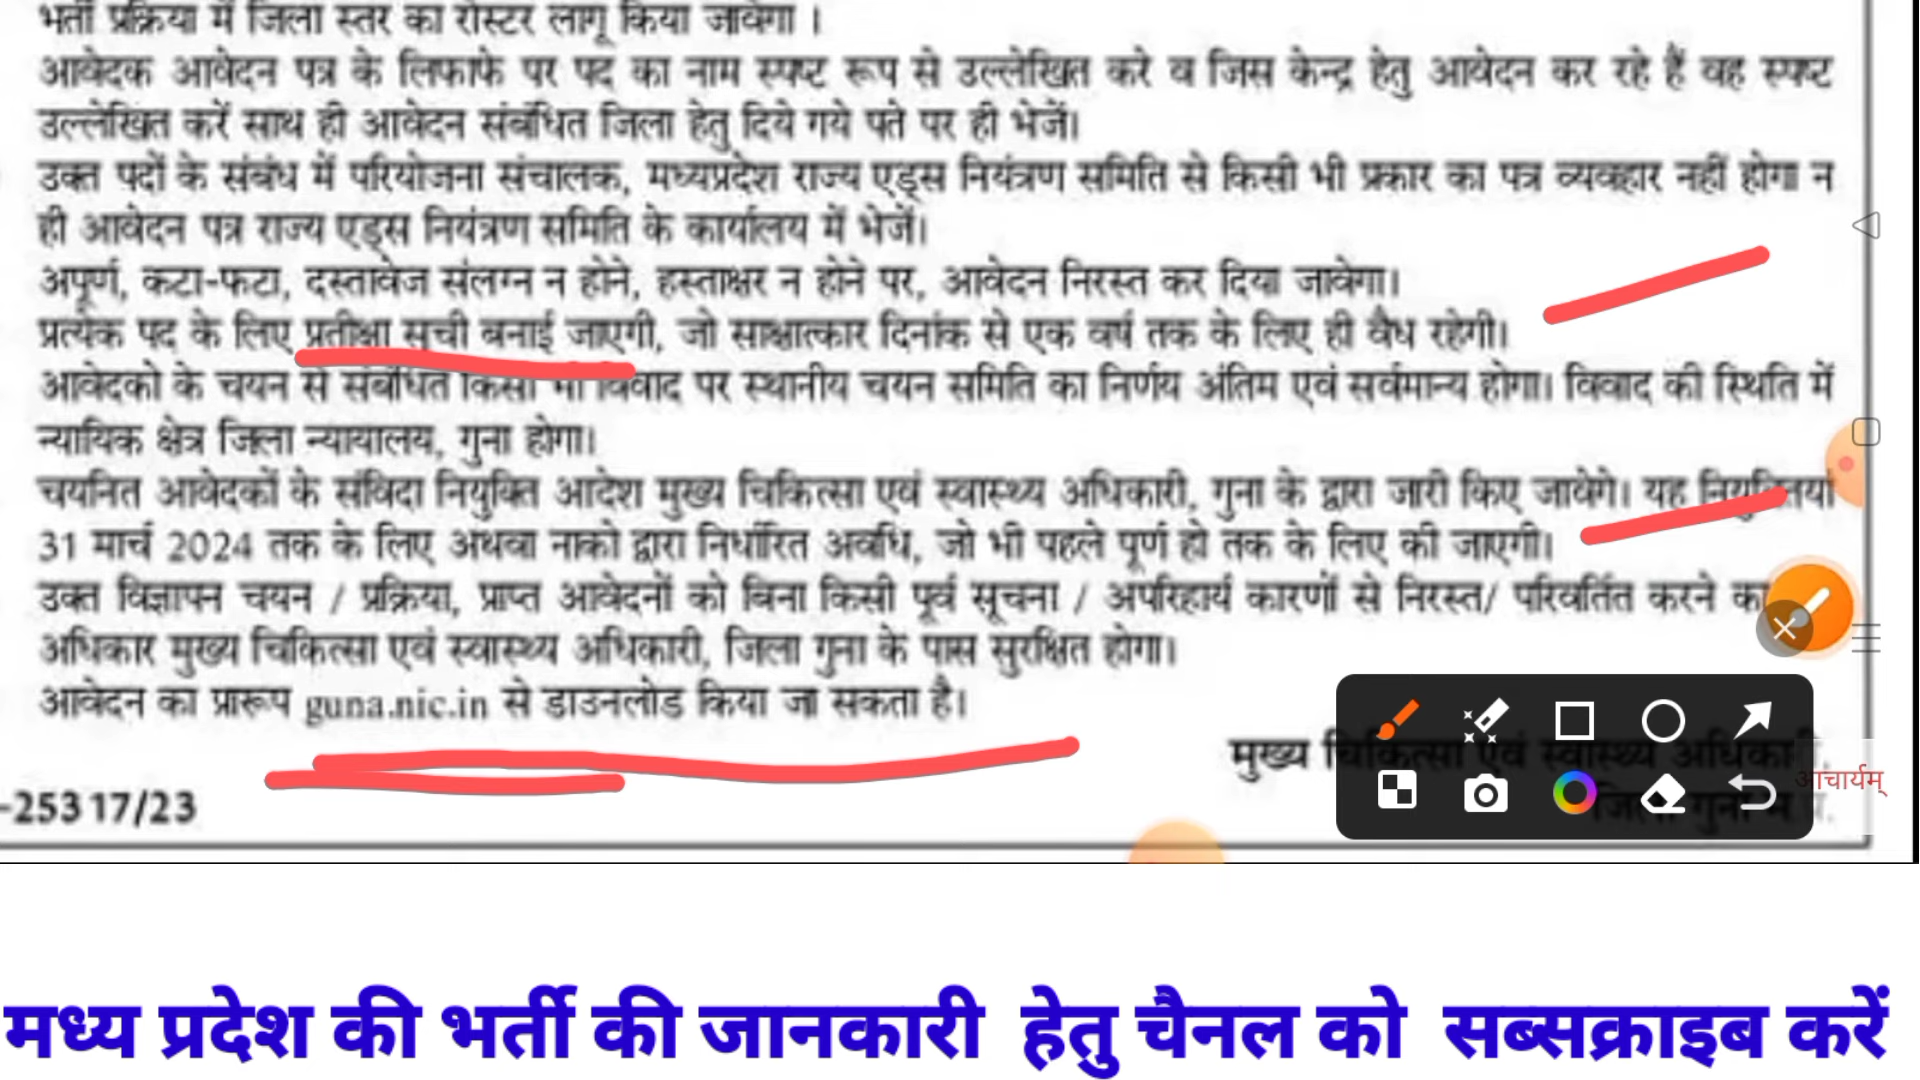 भर्ती प्रक्रिया में जिला स्तर का रोस्टर लागू किया जावेगा ।
आवेदक आवेदन पत्र के लिफाफे पर पद का नाम स्पष्ट रूप से उल्लेखित करे व जिस केन्द्र हेतु आवेदन कर रहे हैं वह स्पष्ट
उल्लेखित करें साथ ही आवेदन संबंधित जिला हेतु दिये गये पते पर ही भेजें।
उक्त पदों के संबंध में परियोजना संचालक, मध्यप्रदेश राज्य एड्स नियंत्रण समिति से किसी भी प्रकार का पत्र व्यवहार नहीं होगा न
ही आवेदन पत्र राज्य एड्स नियंत्रण समिति के कार्यालय में भेजें।
अपूर्ण, कटा-फटा, दस्तावेज संलग्न न होने, हस्ताक्षर न होने पर, आवेदन निरस्त कर दिया जावेगा।
प्रत्येक पद के लिए प्रतीक्षा सूची बनाई जाएगी, जो साक्षात्कार दिनांक से एक वर्ष तक के लिए ही वैध रहेगी।
आवेदको के चयन से संबंधित किसी भी विवाद पर स्थानीय चयन समिति का निर्णय अंतिम एवं सर्वमान्य होगा। विवाद की स्थिति में
न्यायिक क्षेत्र जिला न्यायालय, गुना होगा।
चयनित आवेदकों के संविदा नियुक्ति आदेश मुख्य चिकित्सा एवं स्वास्थ्य अधिकारी, गुना के द्वारा जारी किए जायेगे। यह नियुक्तियां
31 मार्च 2024 तक के लिए अथवा नाको द्वारा निर्धारित अवधि, जो भी पहले पूर्ण हो तक के लिए की जाएगी।
उक्त विज्ञापन चयन / प्रक्रिया, प्राप्त आवेदनों को बिना किसी पूर्व सूचना / अपरिहार्य कारणों से निरस्त/ परिवर्तित करने का
अधिकार मुख्य चिकित्सा एवं स्वास्थ्य अधिकारी, जिला गुना के पास सुरक्षित होगा।
आवेदन का प्रारूप guna.nic.in से डाउनलोड किया जा सकता है।
मुख्य चिकित्सा एवं स्वास्थ्य अधिकारी,
आचार्यम्
-253 17/23
जिला गुना म.प्र.
मध्य प्रदेश की भर्ती की जानकारी हेतु चैनल को सब्सक्राइब करें